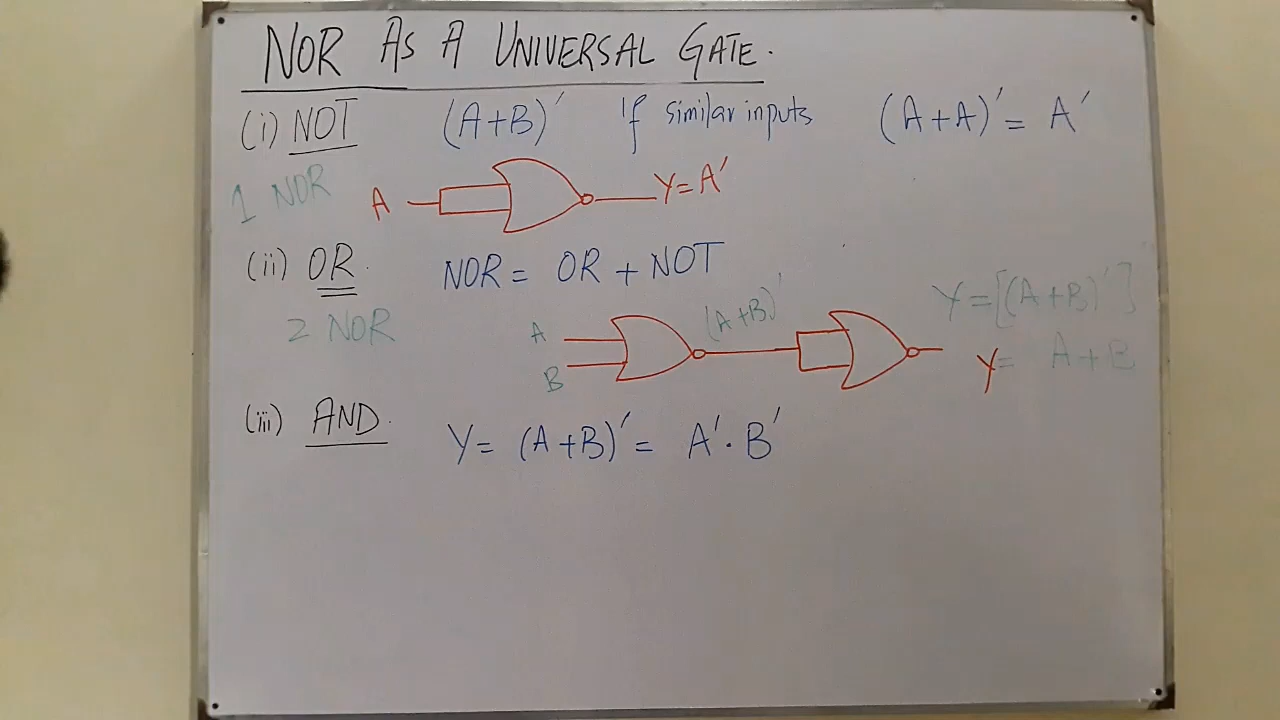 NOR AS A UNIVERSAL GATE.
(i) NOT (A+B)' If similar inputs (A+A)' = A'
1 NOR A Y=A'
(ii) OR. NOR = OR + NOT
2 NOR A B (A+B)' Y=[(A+B)']
Y= A+B
(iii) AND. Y= (A+B)' = A'·B'